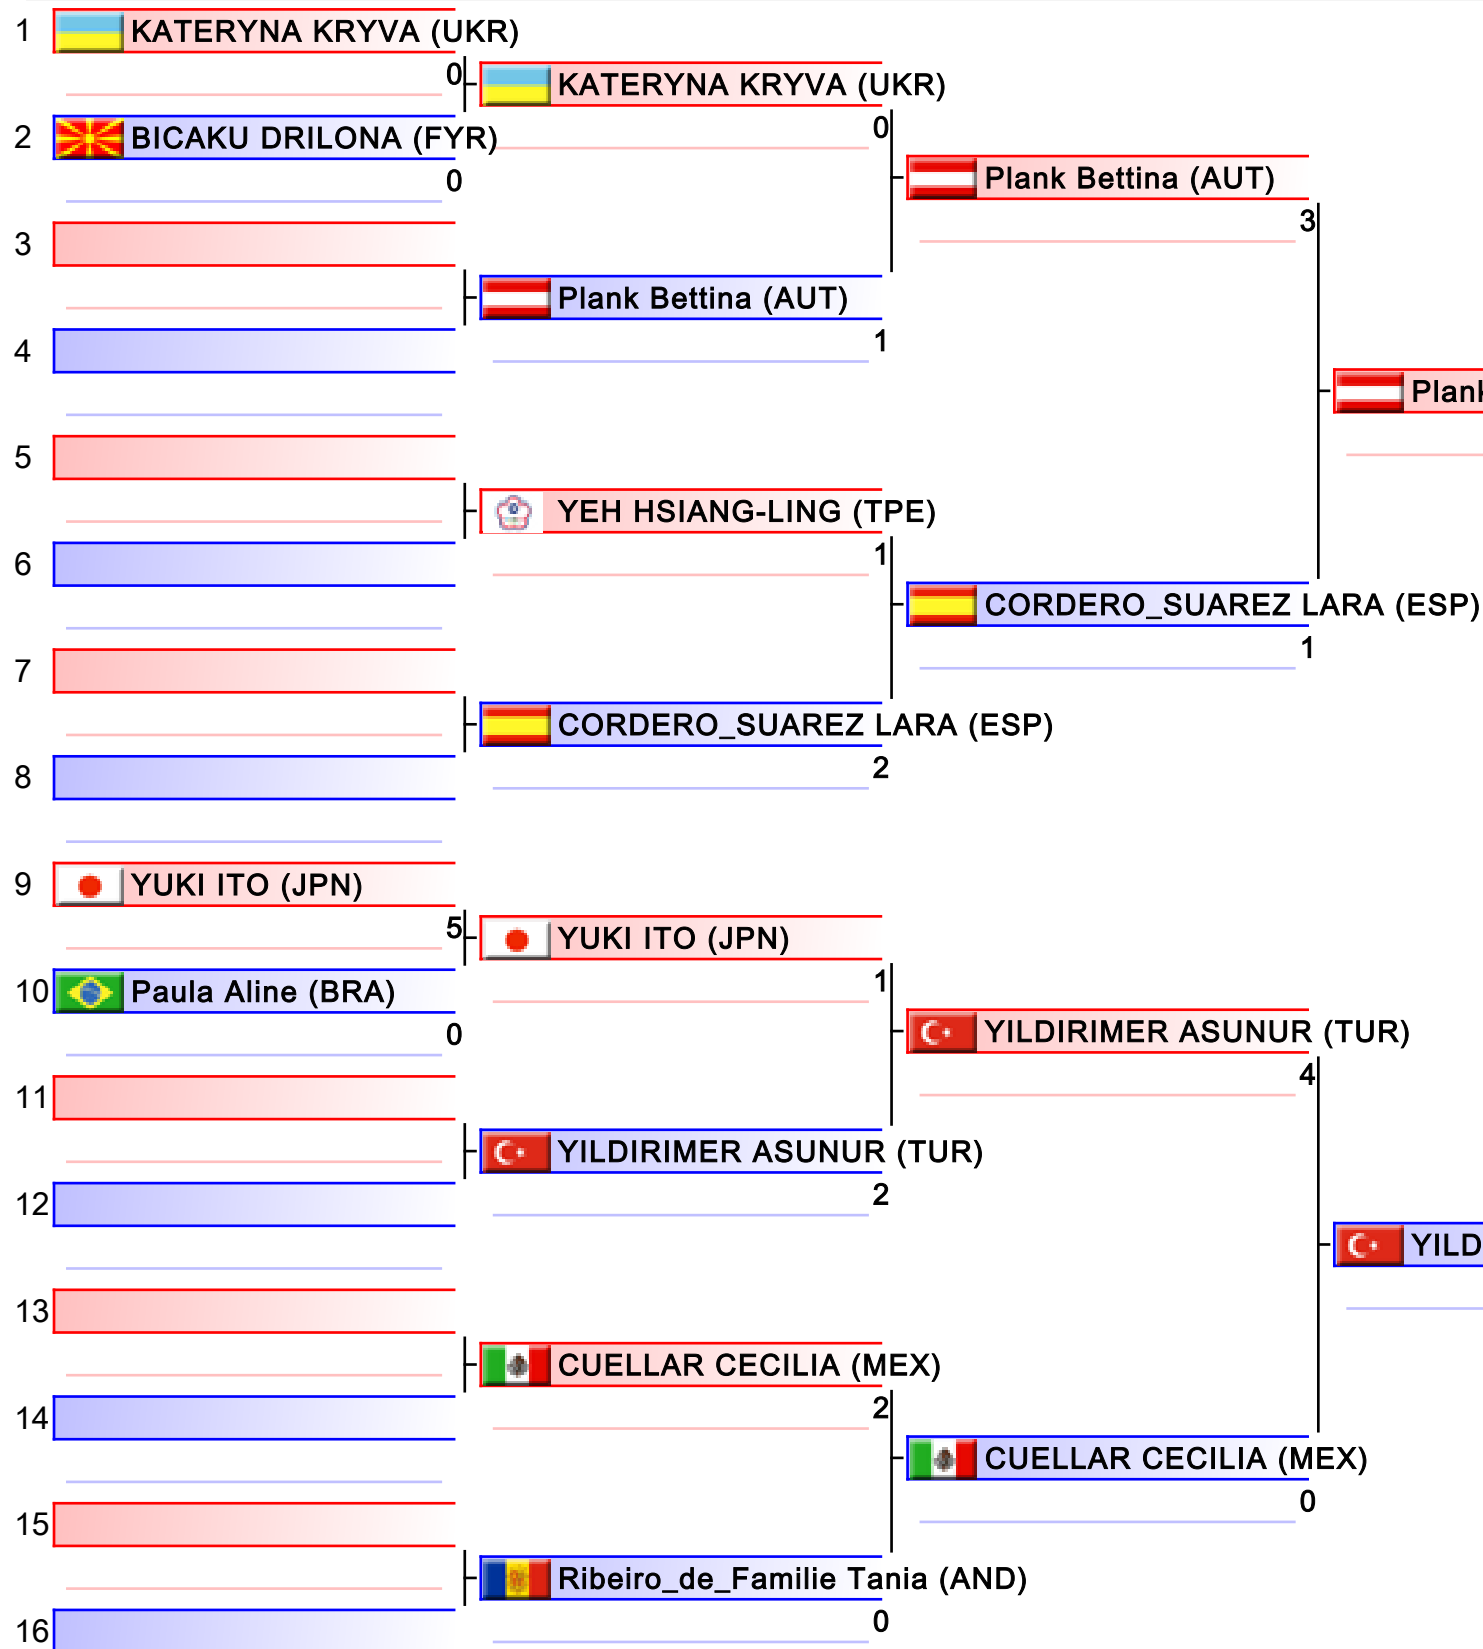 1 KATERYNA KRYVA (UKR)
0 KATERYNA KRYVA (UKR)
2 BICAKU DRILONA (FYR) 0
0 Plank Bettina (AUT)
3 3
Plank Bettina (AUT)
4 1
Plank
5
YEH HSIANG-LING (TPE)
6 1
CORDERO_SUAREZ LARA (ESP)
7 1
CORDERO_SUAREZ LARA (ESP)
8 2
9 YUKI ITO (JPN)
5 YUKI ITO (JPN)
10 Paula Aline (BRA) 1
0 YILDIRIMER ASUNUR (TUR)
11 4
YILDIRIMER ASUNUR (TUR)
12 2
YILD
13
CUELLAR CECILIA (MEX)
14 2
CUELLAR CECILIA (MEX)
15 0
Ribeiro_de_Familie Tania (AND)
16 0